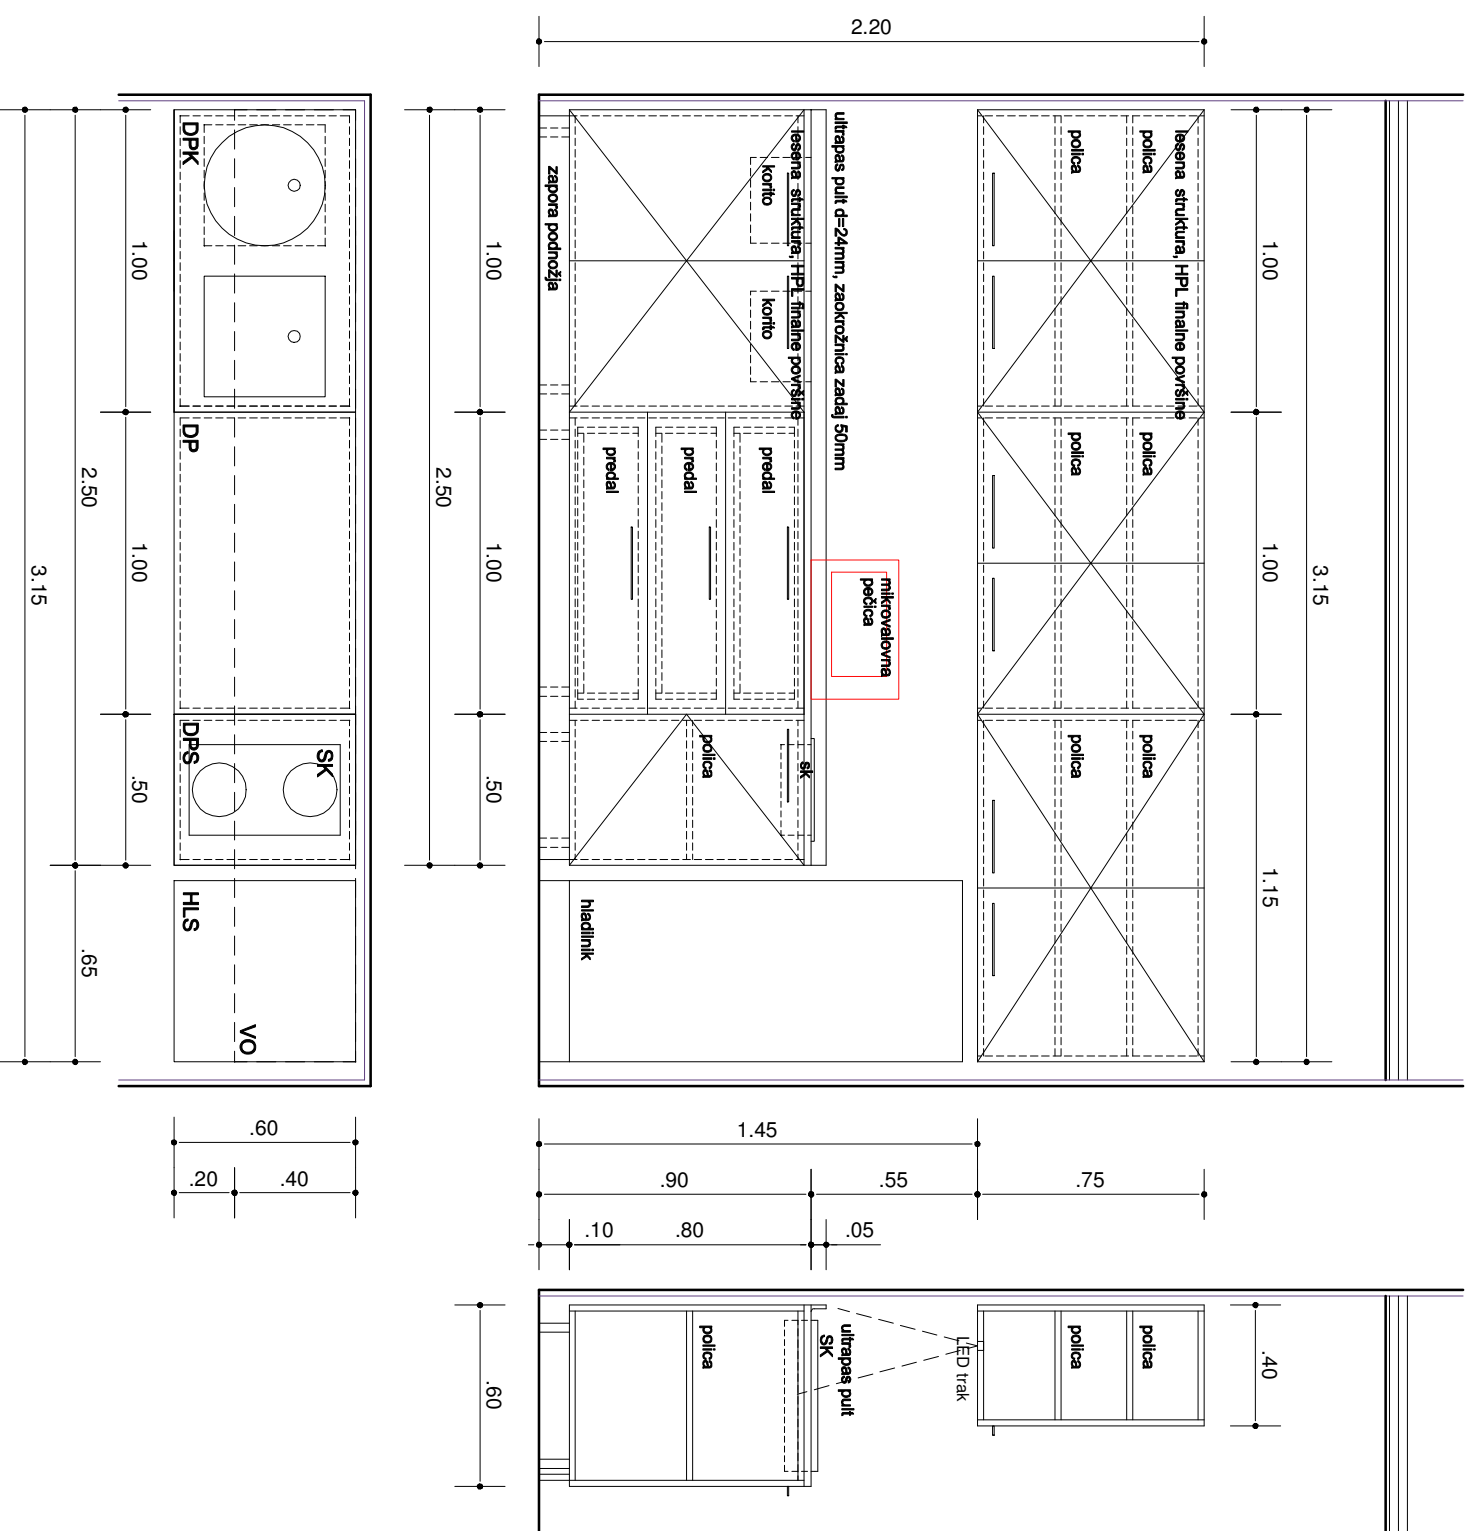 2.20
3.15
1.00
1.00
1.15
lesena struktura, HPL finalne površine
polica
polica
polica
polica
polica
polica
ultrapas pult d=24mm, zaokrožnica zadaj 50mm
lesena struktura, HPL finalne površine
korito
korito
zapora podnožja
predal
predal
predal
mikrovalovna
pečica
sk
polica
hladilnik
1.00
1.00
.50
2.50
DPK
DP
DPS
SK
HLS
VO
1.00
1.00
.50
2.50
.65
3.15
.60
.20
.40
1.45
.90
.55
.75
.10
.80
.05
.40
polica
polica
LED trak
ultrapas pult
SK
polica
.60